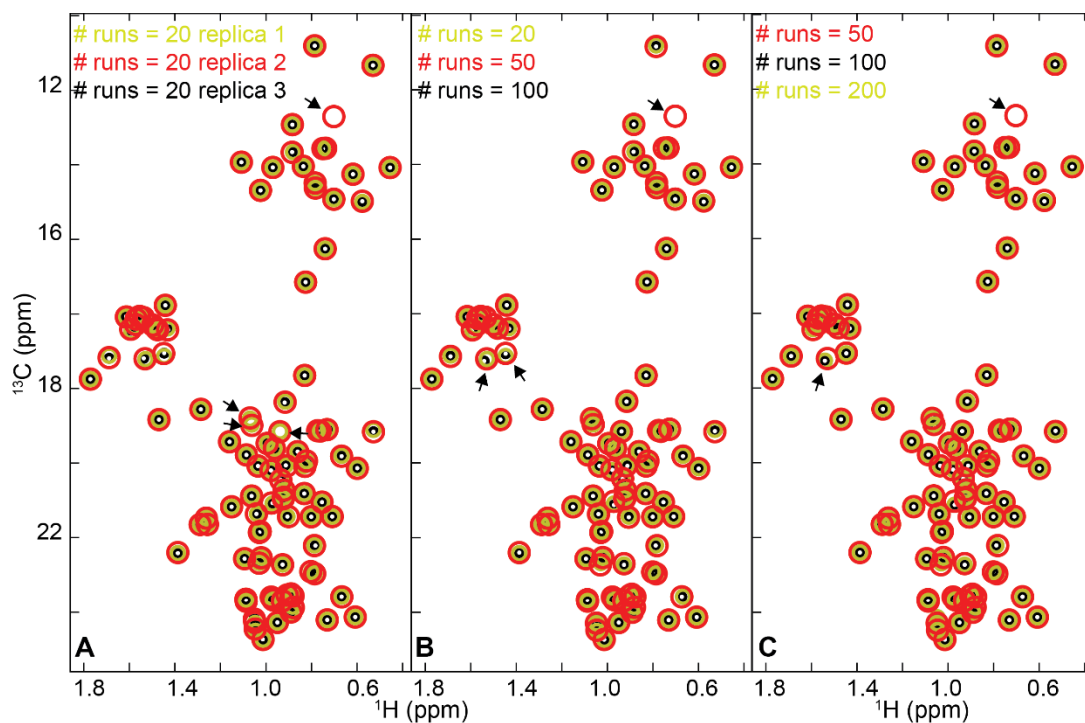 # runs = 20 replica 1
# runs = 20 replica 2
# runs = 20 replica 3
# runs = 20
# runs = 50
# runs = 100
# runs = 50
# runs = 100
# runs = 200
12
14
16
18
22
¹³C (ppm)
A
B
C
1.8
1.4
1.0
0.6
1.8
1.4
1.0
0.6
1.8
1.4
1.0
0.6
¹H (ppm)
¹H (ppm)